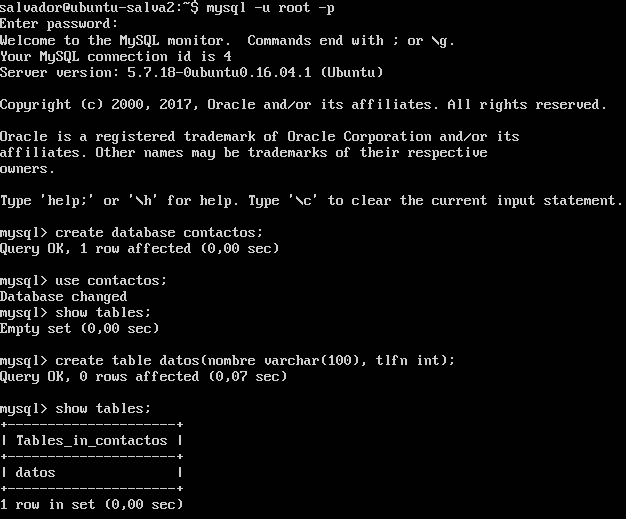 salvador@ubuntu-salva2:~$ mysql -u root -p
Enter password:
Welcome to the MySQL monitor.  Commands end with ; or \g.
Your MySQL connection id is 4
Server version: 5.7.18-0ubuntu0.16.04.1 (Ubuntu)

Copyright (c) 2000, 2017, Oracle and/or its affiliates. All rights reserved.

Oracle is a registered trademark of Oracle Corporation and/or its
affiliates. Other names may be trademarks of their respective
owners.

Type 'help;' or '\h' for help. Type '\c' to clear the current input statement.

mysql> create database contactos;
Query OK, 1 row affected (0,00 sec)

mysql> use contactos;
Database changed
mysql> show tables;
Empty set (0,00 sec)

mysql> create table datos(nombre varchar(100), tlfn int);
Query OK, 0 rows affected (0,07 sec)

mysql> show tables;
+---------------------+
| Tables_in_contactos |
+---------------------+
| datos               |
+---------------------+
1 row in set (0,00 sec)